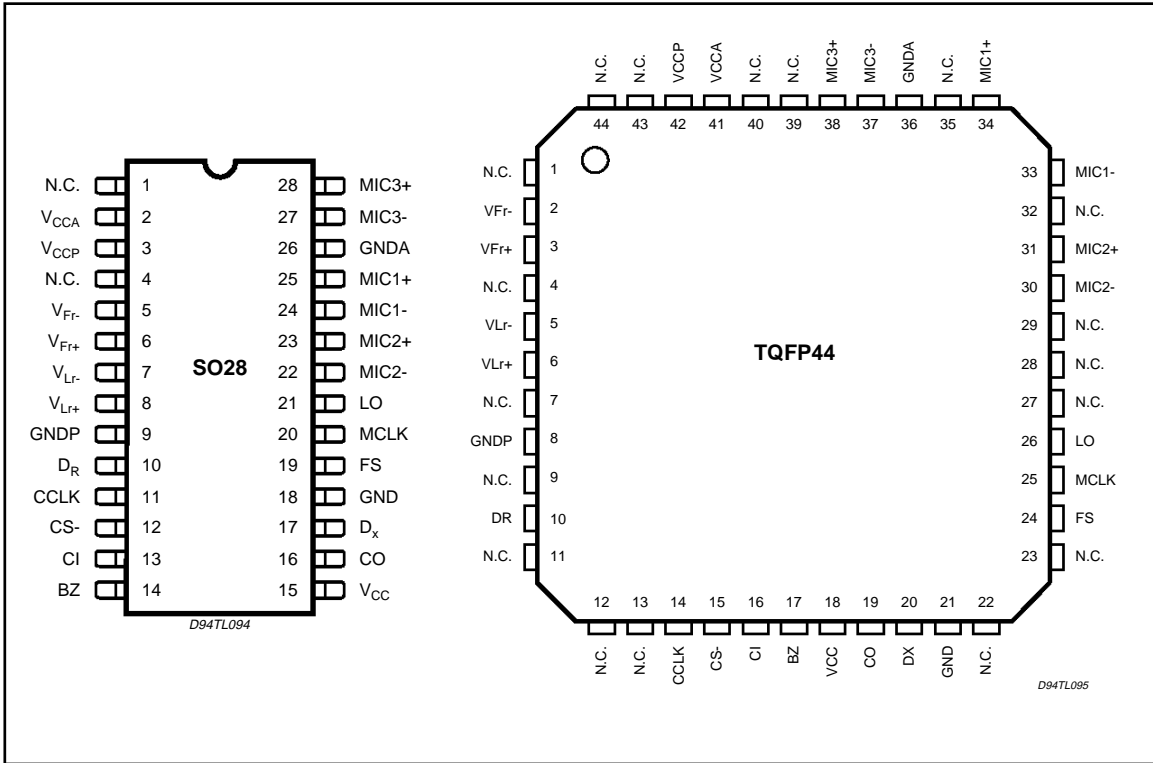 N.C. 1 28 MIC3+
VCCA 2 27 MIC3-
VCCP 3 26 GNDA
N.C. 4 25 MIC1+
VFr- 5 24 MIC1-
VFr+ 6 23 MIC2+
VLr- 7 22 MIC2-
VLr+ 8 21 LO
GNDP 9 20 MCLK
DR 10 19 FS
CCLK 11 18 GND
CS- 12 17 Dx
CI 13 16 CO
BZ 14 15 VCC
SO28
D94TL094
N.C. N.C. VCCP VCCA N.C. N.C. MIC3+ MIC3- GNDA N.C. MIC1+
44 43 42 41 40 39 38 37 36 35 34
N.C. 1 33 MIC1-
VFr- 2 32 N.C.
VFr+ 3 31 MIC2+
N.C. 4 30 MIC2-
VLr- 5 29 N.C.
VLr+ 6 28 N.C.
N.C. 7 27 N.C.
GNDP 8 26 LO
N.C. 9 25 MCLK
DR 10 24 FS
N.C. 11 23 N.C.
TQFP44
12 13 14 15 16 17 18 19 20 21 22
N.C. N.C. CCLK CS- CI BZ VCC CO DX GND N.C.
D94TL095